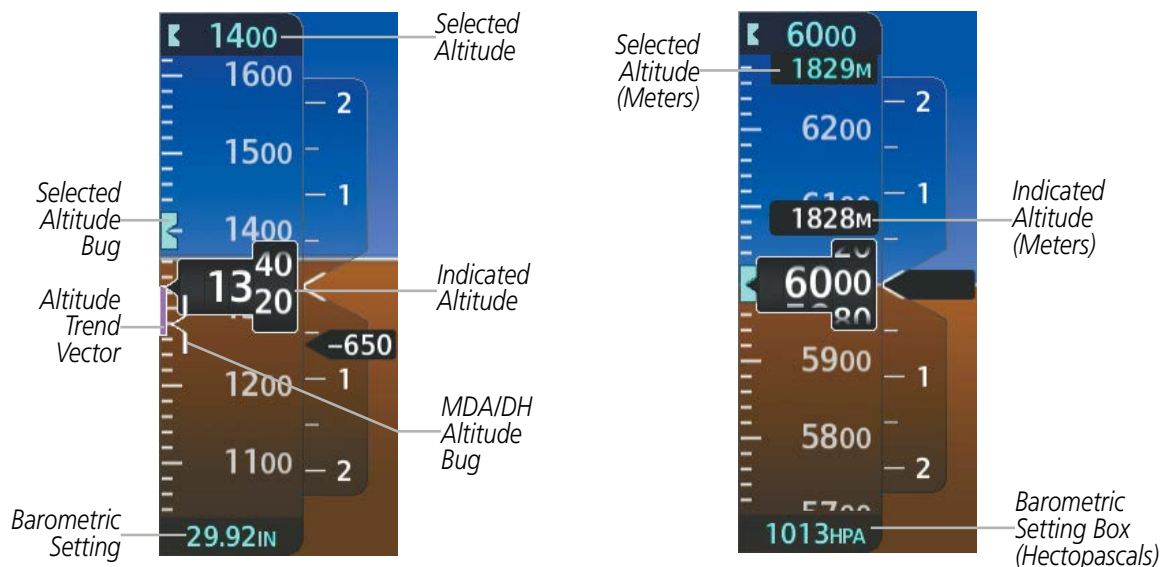 1400
Selected
Altitude
1600
2
1500
1
Selected
Altitude
Bug
1400
40
13
20
Indicated
Altitude
Altitude
Trend
Vector
-650
1200
1
MDA/DH
Altitude
Bug
1100
2
Barometric
Setting
29.92IN
6000
Selected
Altitude
(Meters)
1829M
2
6200
1
1828M
Indicated
Altitude
(Meters)
20
6000
80
5900
1
5800
2
1013HPA
Barometric
Setting Box
(Hectopascals)